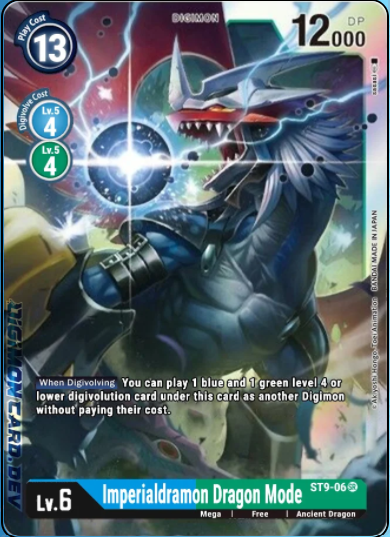 Play Cost
13
DIGIMON
DP
12000
Digivolve Cost
Lv.5
4
Lv.5
4
BANDAI MADE IN JAPAN
DIGIMONCARD.DEV
When Digivolving You can play 1 blue and 1 green level 4 or
lower digivolution card under this card as another Digimon
without paying their cost.
Lv.6
Imperialdramon Dragon Mode
ST9-06 SR
Mega | Free | Ancient Dragon